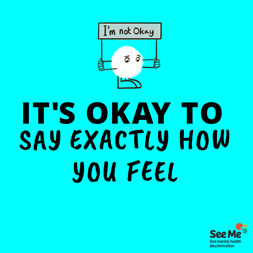 I'm not Okay
IT'S OKAY TO
SAY EXACTLY HOW
YOU FEEL
See Me
End mental health
discrimination